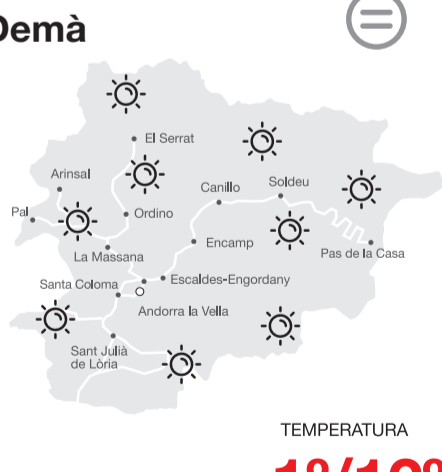 Demà
El Serrat
Arinsal
Canillo
Soldeu
Pal
Ordino
Encamp
Pas de la Casa
La Massana
Escaldes-Engordany
Santa Coloma
Andorra la Vella
Sant Julià
de Lòria
TEMPERATURA